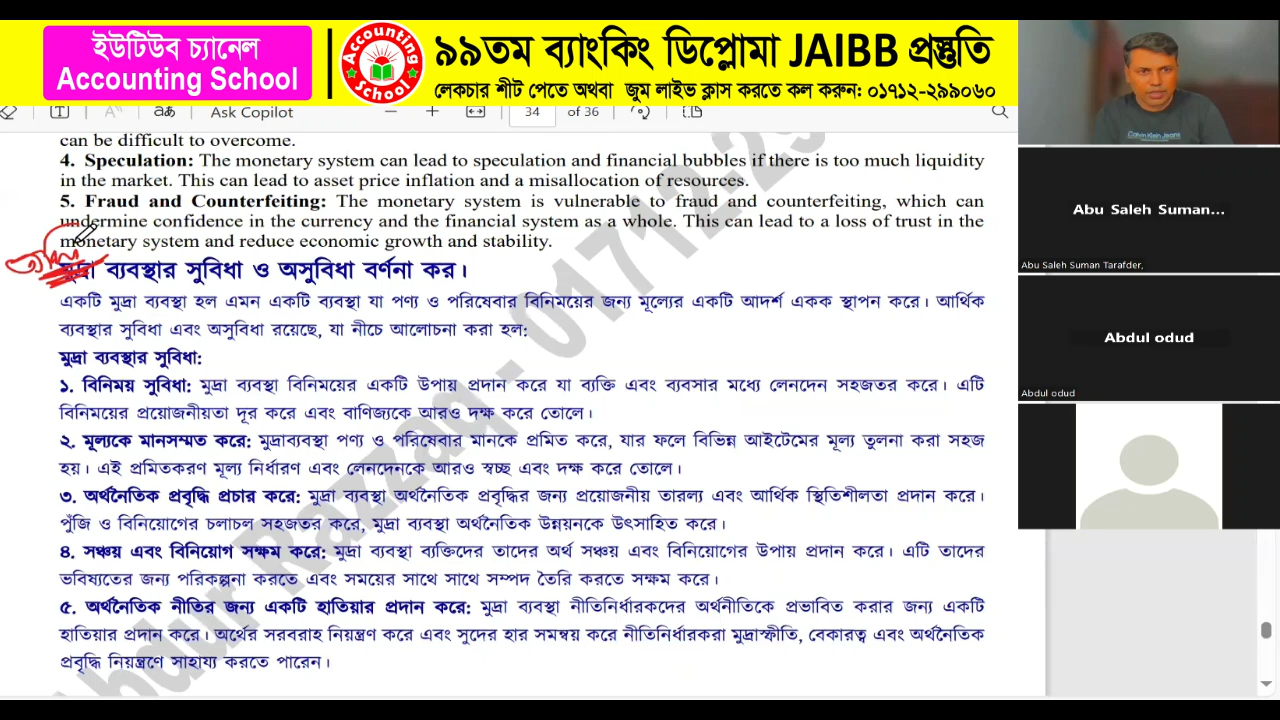 ইউটিউব চ্যানেল
Accounting School
Accounting
School
৯৯তম ব্যাংকিং ডিপ্লোমা JAIBB প্রস্তুতি
লেকচার শীট পেতে অথবা জুম লাইভ ক্লাস করতে কল করুন: ০১৭১২-২৯৯০৬০
Ask Copilot
34 of 36
can be difficult to overcome.
4. Speculation: The monetary system can lead to speculation and financial bubbles if there is too much liquidity
in the market. This can lead to asset price inflation and a misallocation of resources.
5. Fraud and Counterfeiting: The monetary system is vulnerable to fraud and counterfeiting, which can
undermine confidence in the currency and the financial system as a whole. This can lead to a loss of trust in the
monetary system and reduce economic growth and stability.
মুদ্রা ব্যবস্থার সুবিধা ও অসুবিধা বর্ণনা কর।
একটি মুদ্রা ব্যবস্থা হল এমন একটি ব্যবস্থা যা পণ্য ও পরিষেবার বিনিময়ের জন্য মূল্যের একটি আদর্শ একক স্থাপন করে। আর্থিক
ব্যবস্থার সুবিধা এবং অসুবিধা রয়েছে, যা নীচে আলোচনা করা হল:
মুদ্রা ব্যবস্থার সুবিধা:
১. বিনিময় সুবিধা: মুদ্রা ব্যবস্থা বিনিময়ের একটি উপায় প্রদান করে যা ব্যক্তি এবং ব্যবসার মধ্যে লেনদেন সহজতর করে। এটি
বিনিময়ের প্রয়োজনীয়তা দূর করে এবং বাণিজ্যকে আরও দক্ষ করে তোলে।
২. মূল্যকে মানসম্মত করে: মুদ্রাব্যবস্থা পণ্য ও পরিষেবার মানকে প্রমিত করে, যার ফলে বিভিন্ন আইটেমের মূল্য তুলনা করা সহজ
হয়। এই প্রমিতকরণ মূল্য নির্ধারণ এবং লেনদেনকে আরও স্বচ্ছ এবং দক্ষ করে তোলে।
৩. অর্থনৈতিক প্রবৃদ্ধি প্রচার করে: মুদ্রা ব্যবস্থা অর্থনৈতিক প্রবৃদ্ধির জন্য প্রয়োজনীয় তারল্য এবং আর্থিক স্থিতিশীলতা প্রদান করে।
পুঁজি ও বিনিয়োগের চলাচল সহজতর করে, মুদ্রা ব্যবস্থা অর্থনৈতিক উন্নয়নকে উৎসাহিত করে।
৪. সঞ্চয় এবং বিনিয়োগ সক্ষম করে: মুদ্রা ব্যবস্থা ব্যক্তিদের তাদের অর্থ সঞ্চয় এবং বিনিয়োগের উপায় প্রদান করে। এটি তাদের
ভবিষ্যতের জন্য পরিকল্পনা করতে এবং সময়ের সাথে সাথে সম্পদ তৈরি করতে সক্ষম করে।
৫. অর্থনৈতিক নীতির জন্য একটি হাতিয়ার প্রদান করে: মুদ্রা ব্যবস্থা নীতিনির্ধারকদের অর্থনীতিকে প্রভাবিত করার জন্য একটি
হাতিয়ার প্রদান করে। অর্থের সরবরাহ নিয়ন্ত্রণ করে এবং সুদের হার সমন্বয় করে নীতিনির্ধারকরা মুদ্রাস্ফীতি, বেকারত্ব এবং অর্থনৈতিক
প্রবৃদ্ধি নিয়ন্ত্রণে সাহায্য করতে পারেন।
Abdur Razzaq - 01712-29
Calvin Klein Jeans
Abu Saleh Suman...
Abu Saleh Suman Tarafder,
Abdul odud
Abdul odud